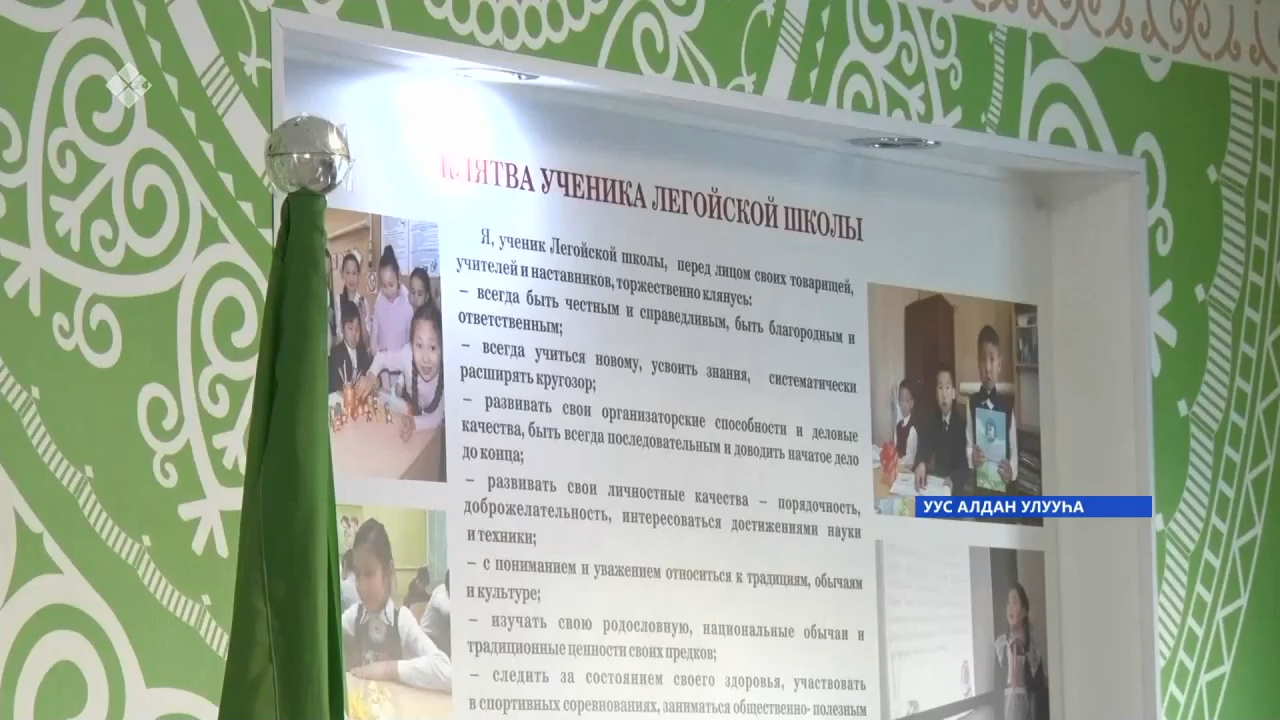 КЛЯТВА УЧЕНИКА ЛЕГОЙСКОЙ ШКОЛЫ
Я, ученик Легойской школы, перед лицом своих товарищей,
учителей и наставников, торжественно клянусь:
– всегда быть честным и справедливым, быть благородным и
ответственным;
– всегда учиться новому, усвоить знания, систематически
расширять кругозор;
– развивать свои организаторские способности и деловые
качества, быть всегда последовательным и доводить начатое дело
до конца;
– развивать свои личностные качества – порядочность,
доброжелательность, интересоваться достижениями науки
и техники;
– с пониманием и уважением относиться к традициям, обычаям
и культуре;
– изучать свою родословную, национальные обычаи и
традиционные ценности своих предков;
– следить за состоянием своего здоровья, участвовать
в спортивных соревнованиях, заниматься общественно- полезным
УУС АЛДАН УЛУУҺА